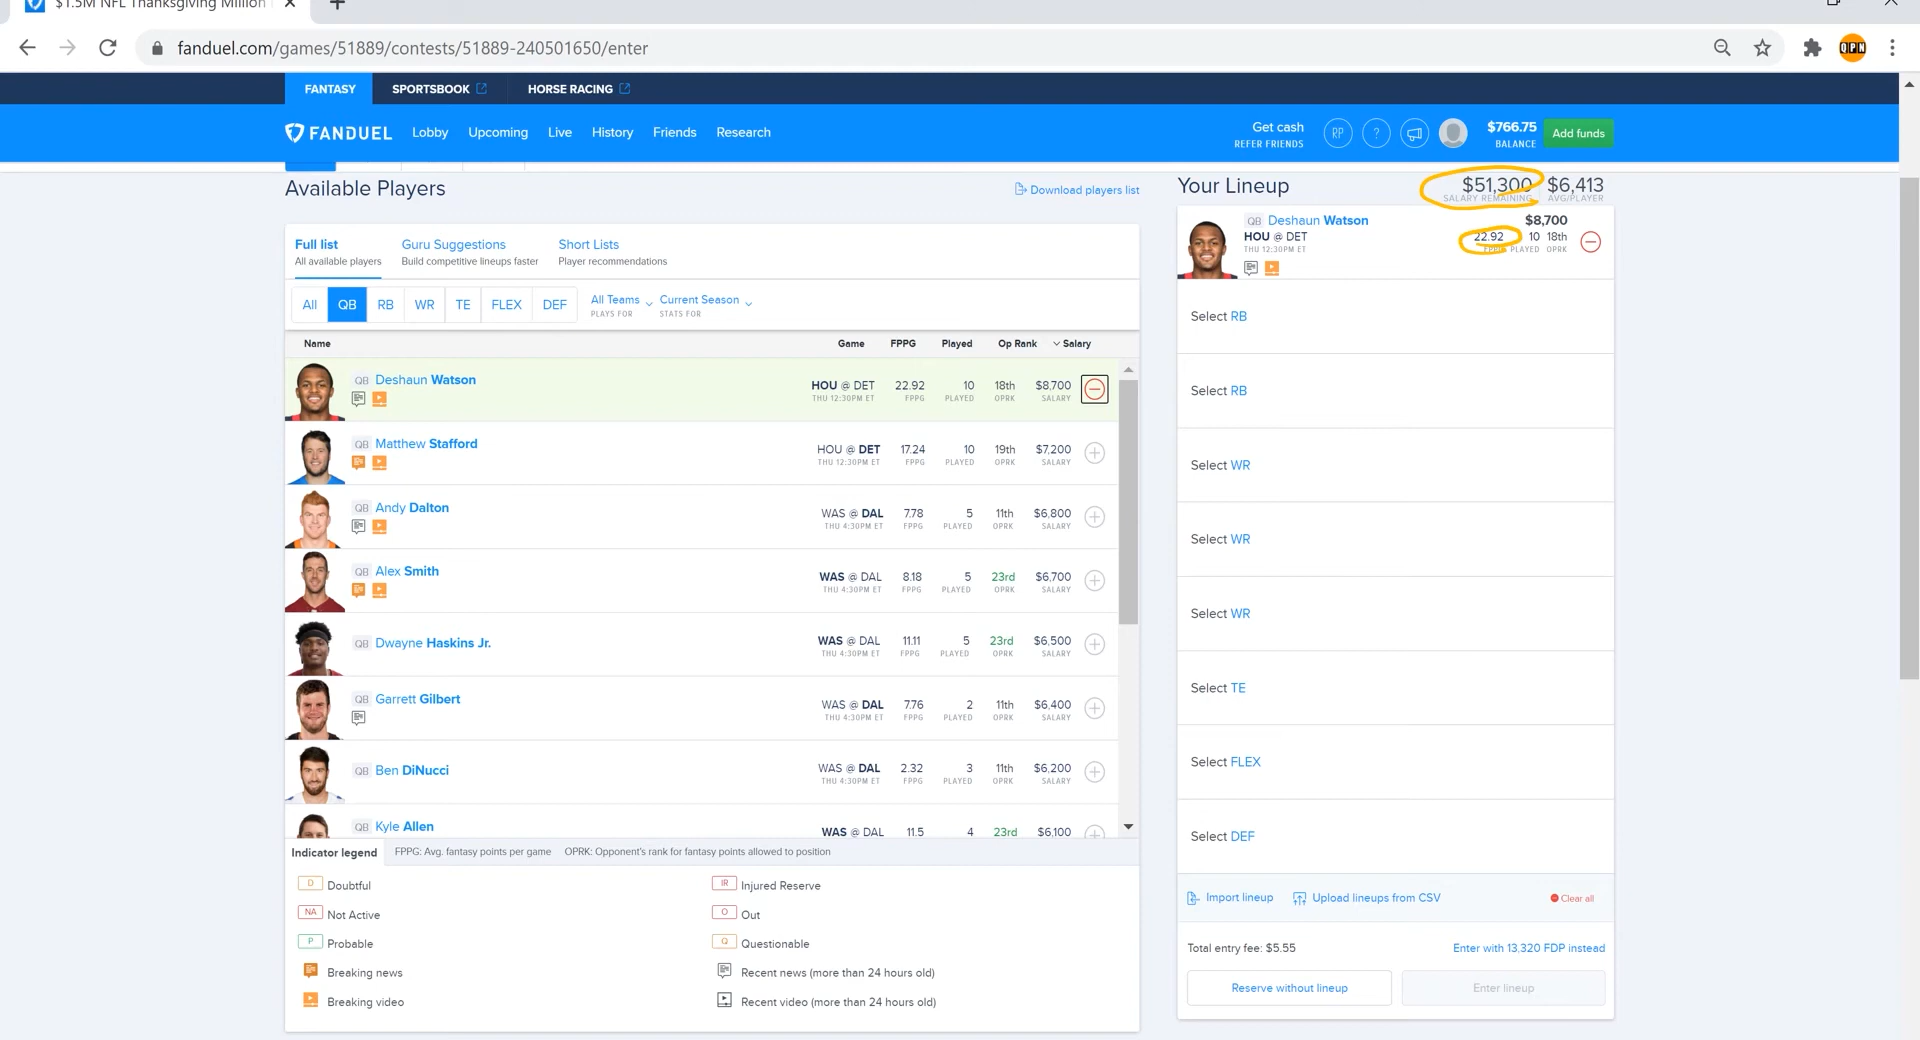 $1.5M NFL Thanksgiving Million
fanduel.com/games/51889/contests/51889-240501650/enter
QPN
FANTASY SPORTSBOOK HORSE RACING
FANDUEL Lobby Upcoming Live History Friends Research
Get cash
REFER FRIENDS
RP
?
$766.75
BALANCE
Add funds
Available Players
Download players list
Full list
All available players
Guru Suggestions
Build competitive lineups faster
Short Lists
Player recommendations
All QB RB WR TE FLEX DEF
All Teams
PLAYS FOR
Current Season
STATS FOR
Name Game FPPG Played Op Rank Salary
QB Deshaun Watson
HOU @ DET 22.92 10 18th $8,700
THU 12:30PM ET FPPG PLAYED OPRK SALARY
QB Matthew Stafford
HOU @ DET 17.24 10 19th $7,200
THU 12:30PM ET FPPG PLAYED OPRK SALARY
QB Andy Dalton
WAS @ DAL 7.78 5 11th $6,800
THU 4:30PM ET FPPG PLAYED OPRK SALARY
QB Alex Smith
WAS @ DAL 8.18 5 23rd $6,700
THU 4:30PM ET FPPG PLAYED OPRK SALARY
QB Dwayne Haskins Jr.
WAS @ DAL 11.11 5 23rd $6,500
THU 4:30PM ET FPPG PLAYED OPRK SALARY
QB Garrett Gilbert
WAS @ DAL 7.76 2 11th $6,400
THU 4:30PM ET FPPG PLAYED OPRK SALARY
QB Ben DiNucci
WAS @ DAL 2.32 3 11th $6,200
THU 4:30PM ET FPPG PLAYED OPRK SALARY
QB Kyle Allen
WAS @ DAL 11.5 4 23rd $6,100
Indicator legend FPPG: Avg. fantasy points per game OPRK: Opponent's rank for fantasy points allowed to position
D Doubtful
IR Injured Reserve
NA Not Active
O Out
P Probable
Q Questionable
Breaking news
Recent news (more than 24 hours old)
Breaking video
Recent video (more than 24 hours old)
Your Lineup
$51,300
SALARY REMAINING
$6,413
AVG/PLAYER
QB Deshaun Watson $8,700
HOU @ DET 22.92 10 18th
THU 12:30PM ET FPPG PLAYED OPRK
Select RB
Select RB
Select WR
Select WR
Select WR
Select TE
Select FLEX
Select DEF
Import lineup Upload lineups from CSV Clear all
Total entry fee: $5.55 Enter with 13,320 FDP instead
Reserve without lineup Enter lineup